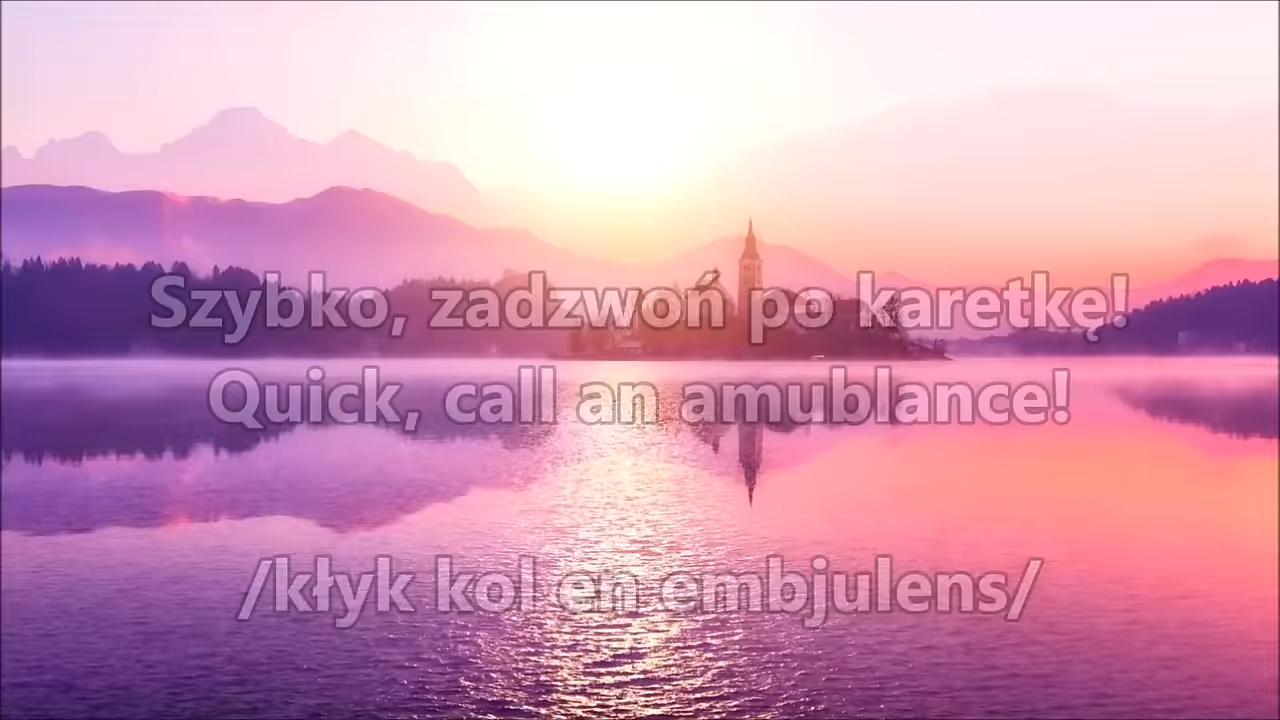 Szybko, zadzwoń po karetkę!
Quick, call an amublance!
/kłyk kol en embjulens/